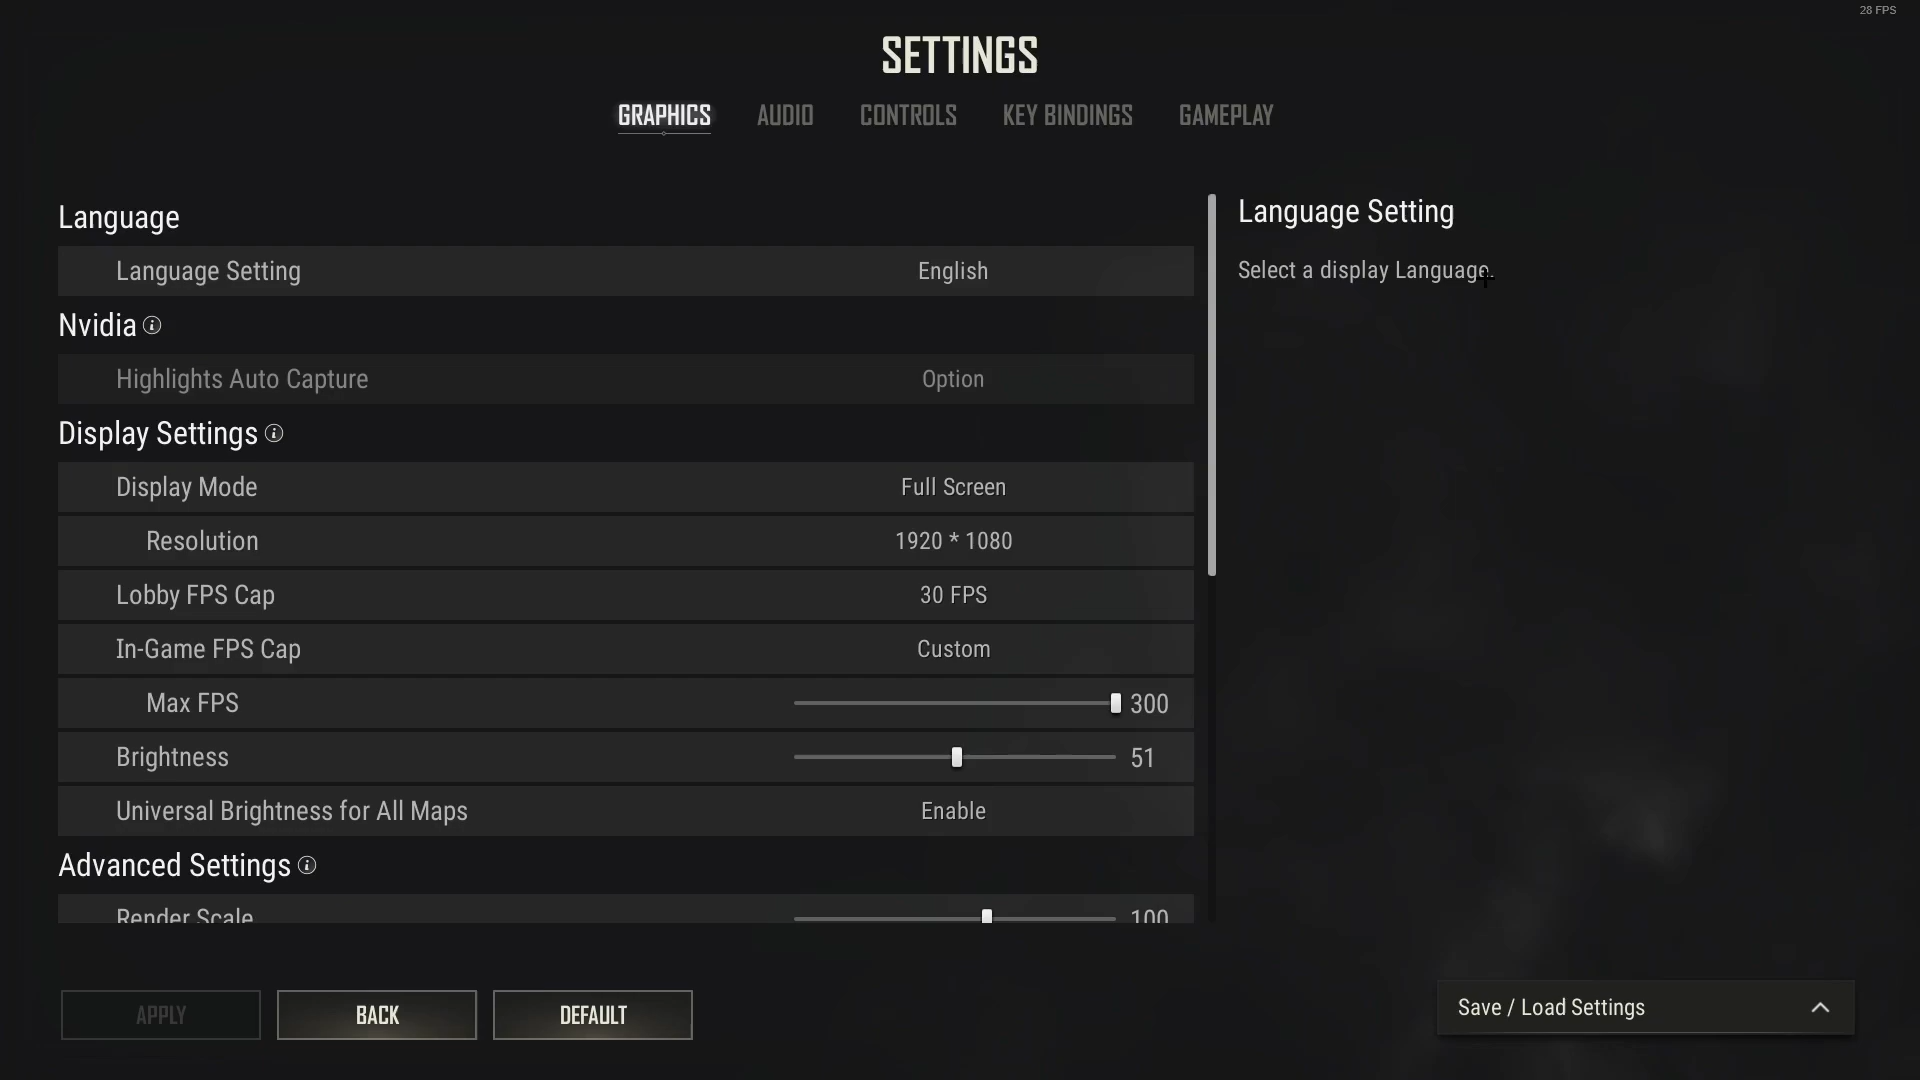 28 FPS
SETTINGS
GRAPHICS AUDIO CONTROLS KEY BINDINGS GAMEPLAY
Language
Language Setting English
Nvidia
Highlights Auto Capture Option
Display Settings
Display Mode Full Screen
Resolution 1920 * 1080
Lobby FPS Cap 30 FPS
In-Game FPS Cap Custom
Max FPS 300
Brightness 51
Universal Brightness for All Maps Enable
Advanced Settings
Render Scale 100
Language Setting
Select a display Language.
APPLY BACK DEFAULT
Save / Load Settings